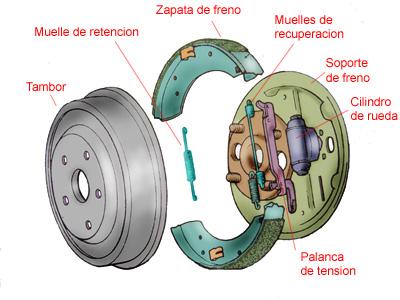 Zapata de freno
Muelle de retencion
Muelles de
recuperacion
Soporte
de freno
Tambor
Cilindro
de rueda
Palanca
de tension